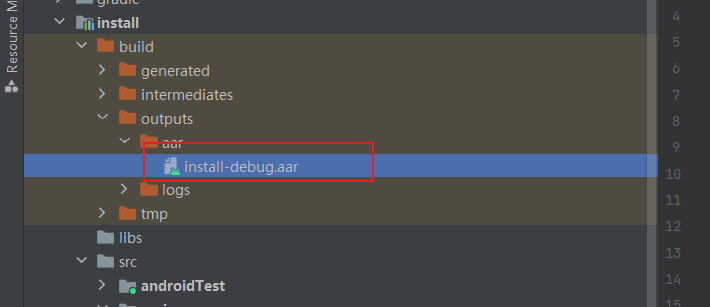 gradle
install
build
generated
intermediates
outputs
aar
install-debug.aar
logs
tmp
libs
src
androidTest
Resource M
4
5
6
7
8
9
10
11
12
13
14
15